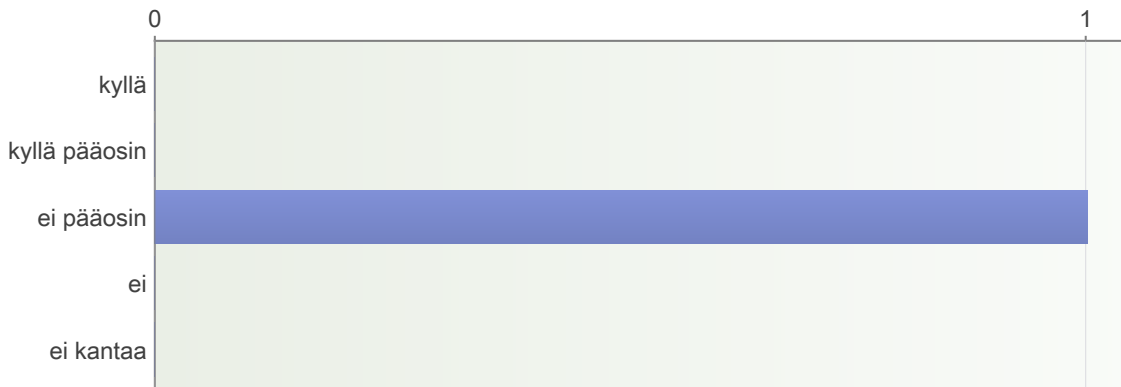 0 1
kyllä
kyllä pääosin
ei pääosin
ei
ei kantaa